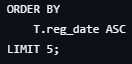 ORDER BY
    T.reg_date ASC
LIMIT 5;